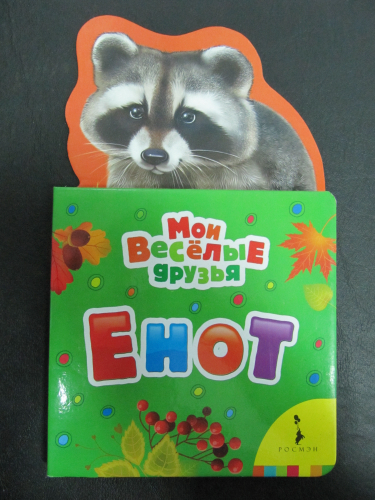 Мои
Весёлые
друзья
Енот
РОСМЭН